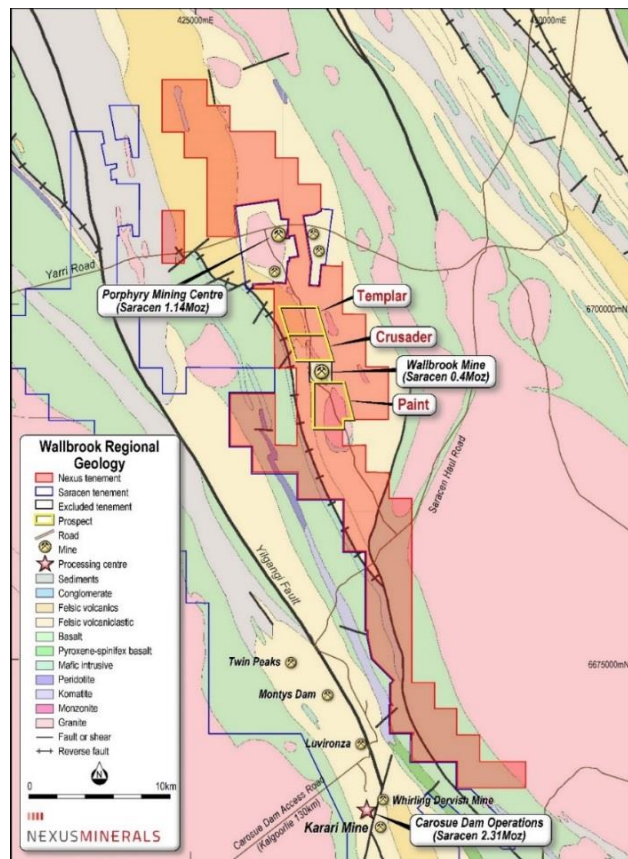 425000mE
450000mE
Yarri Road
Porphyry Mining Centre
(Saracen 1.14Moz)
Templar
6700000mN
Crusader
Wallbrook Mine
(Saracen 0.4Moz)
Paint
Saracen Haul Road
Wallbrook Regional
Geology
Nexus tenement
Saracen tenement
Excluded tenement
Prospect
Road
Mine
Processing centre
Sediments
Conglomerate
Felsic volcanics
Felsic volcaniclastic
Basalt
Pyroxene-spinifex basalt
Mafic intrusive
Peridotite
Komatite
Monzonite
Granite
Fault or shear
Reverse fault
N
0
10km
NEXUSMINERALS
Yilgangi Fault
Twin Peaks
6675000mN
Montys Dam
Luvironza
Carosue Dam Access Road
(Kalgoorlie 130km)
Whirling Dervish Mine
Karari Mine
Carosue Dam Operations
(Saracen 2.31Moz)